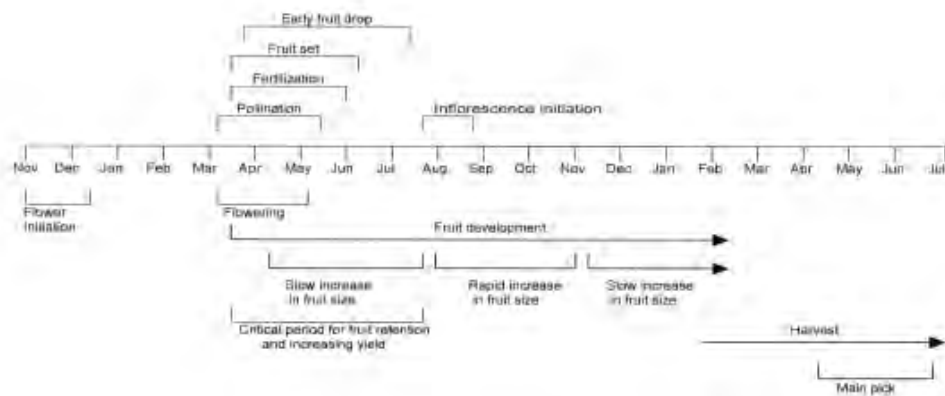 Early fruit drop
Fruit set
Fertilization
Pollination
Inflorescence initiation
Nov Dec Jan Feb Mar Apr May Jun Jul Aug Sep Oct Nov Dec Jan Feb Mar Apr May Jun Jul
Flower
initiation
Flowering
Fruit development
Slow increase
in fruit size
Rapid increase
in fruit size
Slow increase
in fruit size
Critical period for fruit retention
and increasing yield
Harvest
Main pick